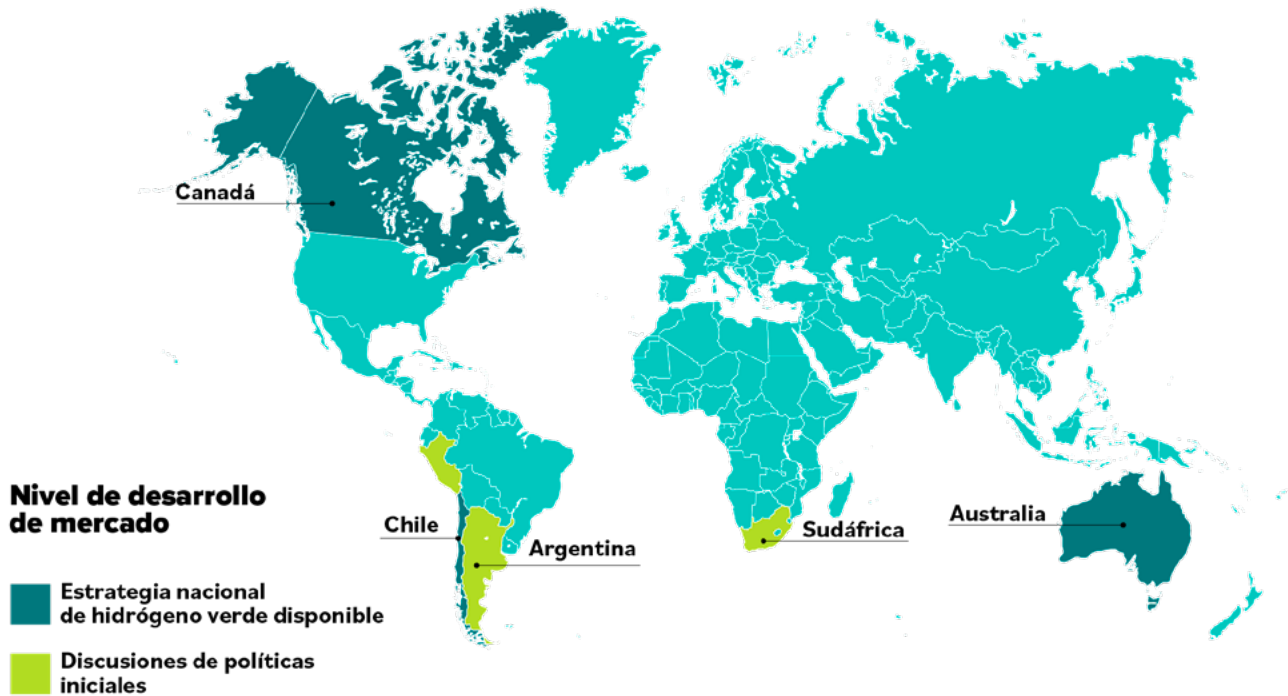 Canadá
Nivel de desarrollo
de mercado
Chile
Argentina
Sudáfrica
Australia
Estrategia nacional
de hidrógeno verde disponible
Discusiones de políticas
iniciales